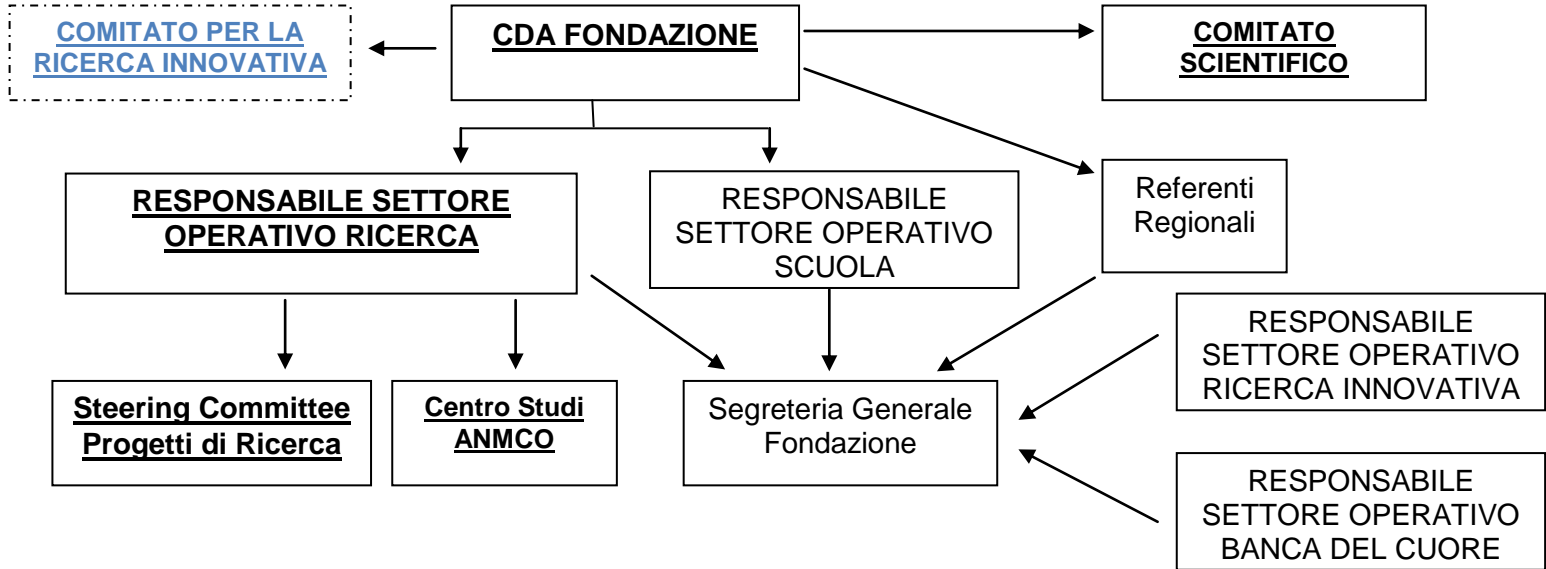 COMITATO PER LA
RICERCA INNOVATIVA
CDA FONDAZIONE
COMITATO
SCIENTIFICO
RESPONSABILE SETTORE
OPERATIVO RICERCA
RESPONSABILE
SETTORE OPERATIVO
SCUOLA
Referenti
Regionali
Steering Committee
Progetti di Ricerca
Centro Studi
ANMCO
Segreteria Generale
Fondazione
RESPONSABILE
SETTORE OPERATIVO
RICERCA INNOVATIVA
RESPONSABILE
SETTORE OPERATIVO
BANCA DEL CUORE